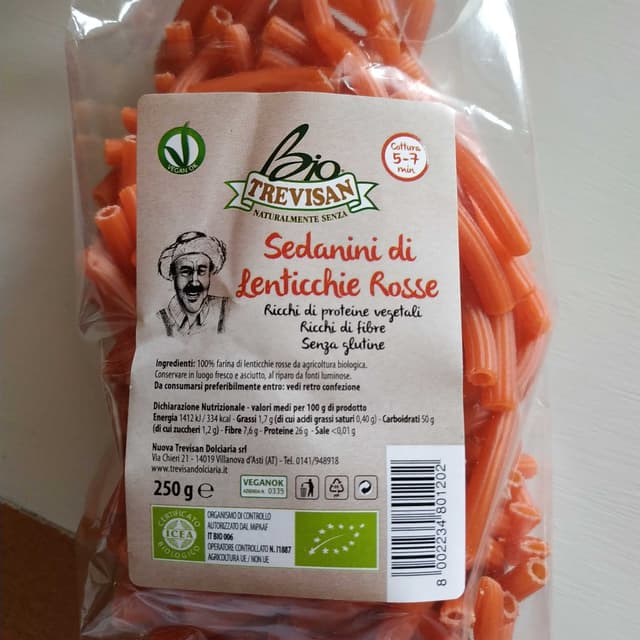 VEGAN OK
Bio
TREVISAN
NATURALMENTE SENZA
Cottura
5-7
min
Sedanini di
Lenticchie Rosse
Ricchi di proteine vegetali
Ricchi di fibre
Senza glutine
Ingredienti: 100% farina di lenticchie rosse da agricoltura biologica.
Conservare in luogo fresco e asciutto, al riparo da fonti luminose.
Da consumarsi preferibilmente entro: vedi retro confezione
Dichiarazione Nutrizionale - valori medi per 100 g di prodotto
Energia 1412 kJ / 334 kcal - Grassi 1,7 g (di cui acidi grassi saturi 0,40 g) - Carboidrati 50 g
(di cui zuccheri 1,2 g) - Fibre 7,6 g - Proteine 26 g - Sale <0,01 g
Nuova Trevisan Dolciaria srl
Via Chieri 21 - 14019 Villanova d'Asti (AT) - Tel. 0141/948918
www.trevisandolciaria.it
250 g e
VEGANOK
AZIENDA N. 0335
CERTIFICATO
ICEA
BIOLOGICO
ORGANISMO DI CONTROLLO
AUTORIZZATO DAL MIPAAF
IT BIO 006
OPERATORE CONTROLLATO N. I1887
AGRICOLTURA UE / NON UE
8 002234 801202